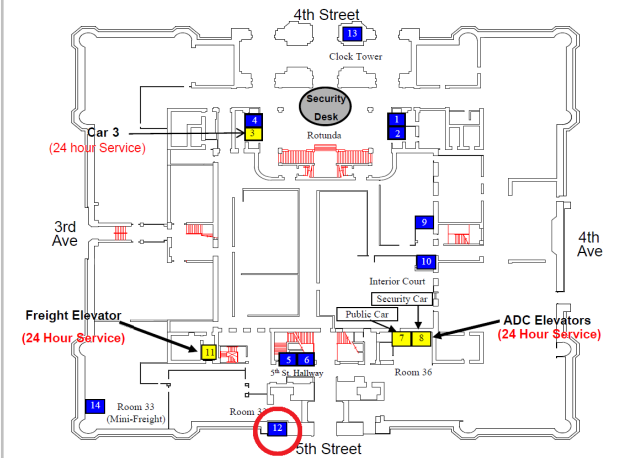 4th Street
13
Clock Tower
Security
Desk
4
1
Car 3
3
2
Rotunda
(24 hour Service)
9
3rd
Ave
4th
Ave
10
Interior Court
Security Car
Public Car
Freight Elevator
(24 Hour Service)
ADC Elevators
(24 Hour Service)
7
8
11
5
6
5th St. Hallway
Room 36
14
Room 33
(Mini-Freight)
12
5th Street